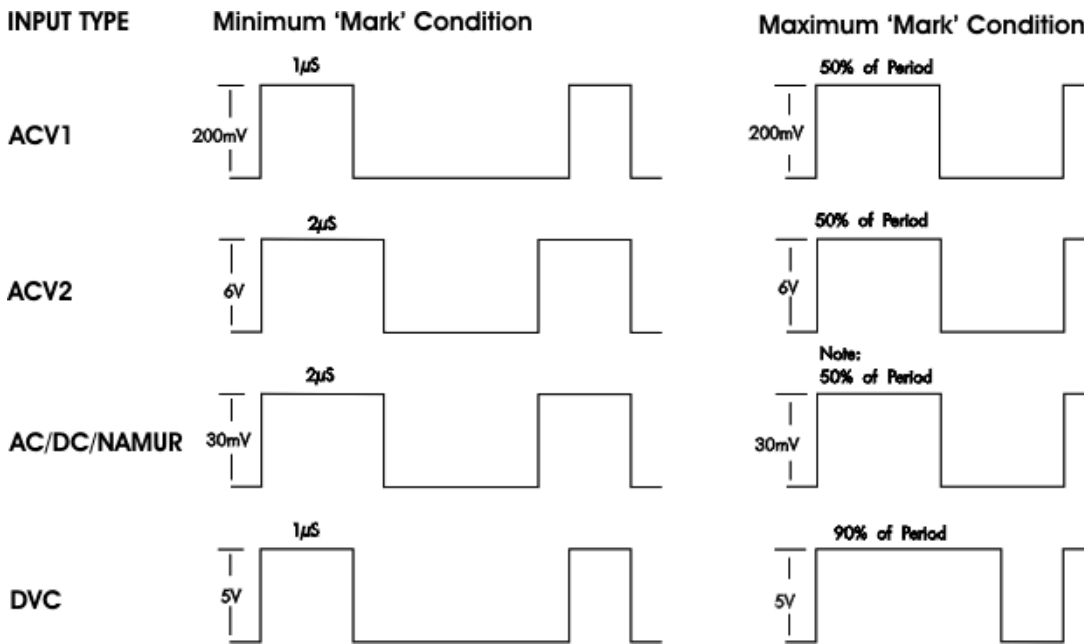 INPUT TYPE Minimum 'Mark' Condition Maximum 'Mark' Condition
1µS 50% of Period
ACV1 200mV 200mV
2µS 50% of Period
ACV2 6V 6V
Note:
2µS 50% of Period
AC/DC/NAMUR 30mV 30mV
1µS 90% of Period
DVC 5V 5V